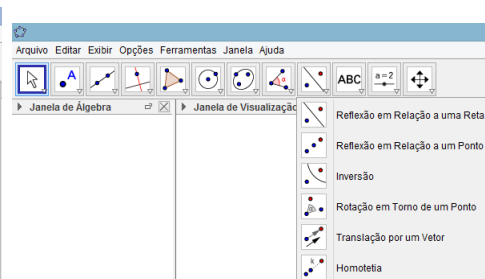 Arquivo Editar Exibir Opções Ferramentas Janela Ajuda
A
α
ABC
a=2
Janela de Álgebra
Janela de Visualização
Reflexão em Relação a uma Reta
Reflexão em Relação a um Ponto
Inversão
Rotação em Torno de um Ponto
Translação por um Vetor
k
Homotetia